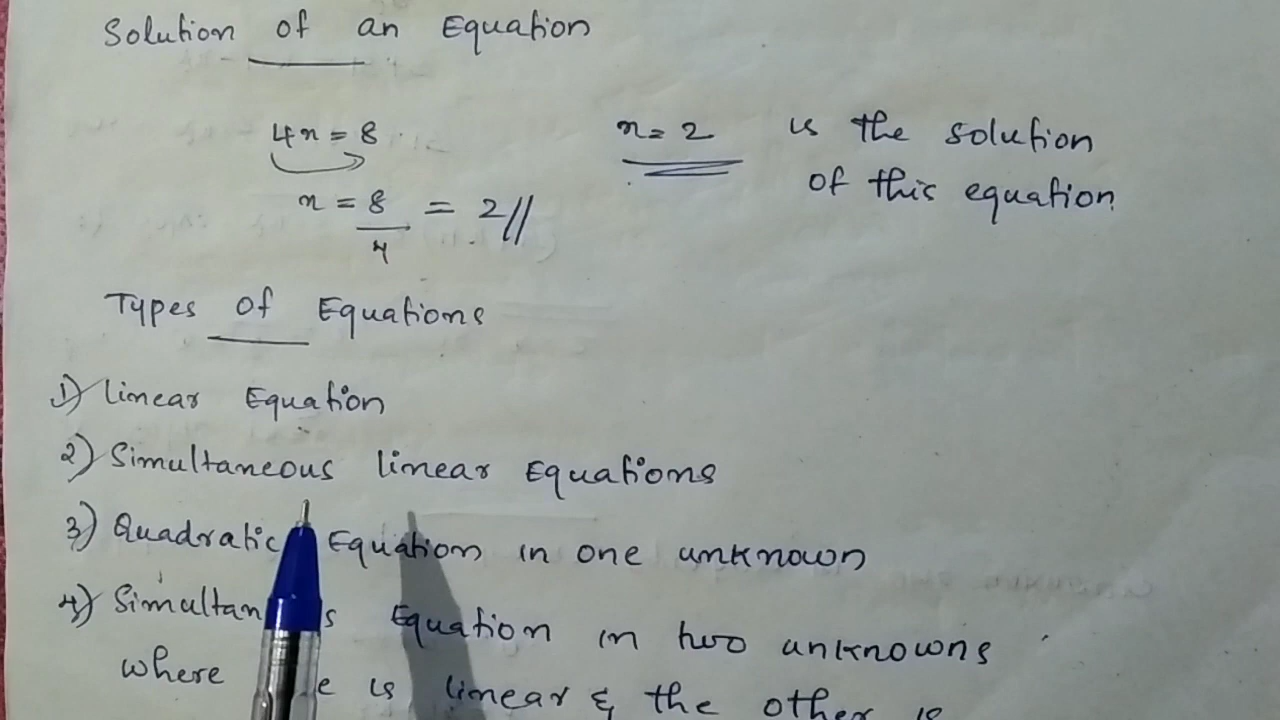 Solution of an Equation
4x = 8
x = 2 is the solution
of this equation
x = 8/4 = 2//
Types of Equations
1) Linear Equation
2) Simultaneous linear Equations
3) Quadratic Equation in one unknown
4) Equation in two unknowns
where is linear & the other is